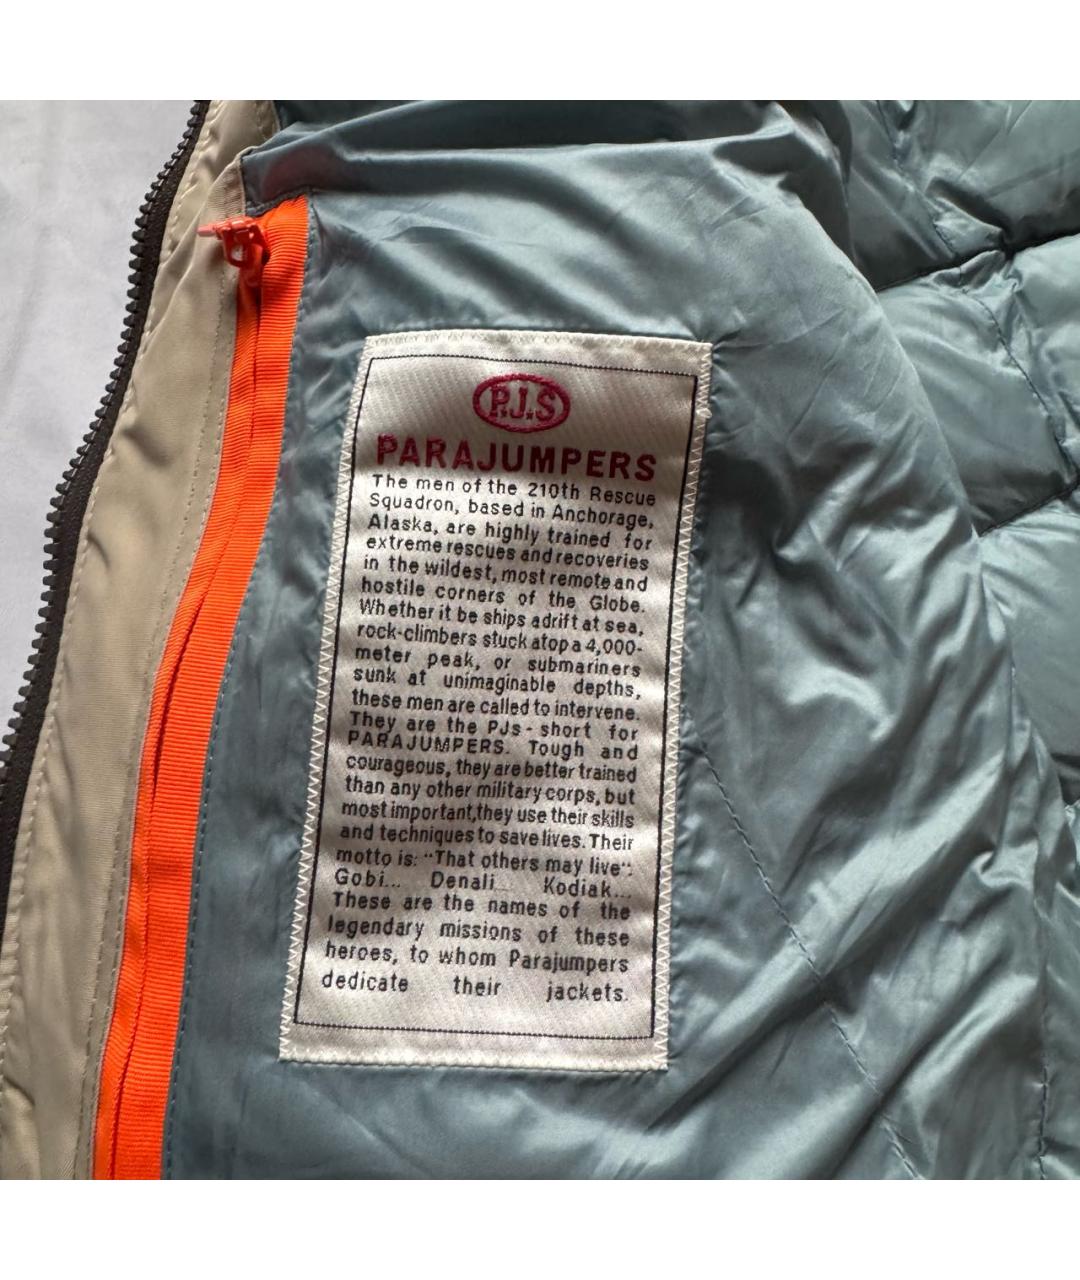 P.J.S
PARAJUMPERS
The men of the 210th Rescue
Squadron, based in Anchorage,
Alaska, are highly trained for
extreme rescues and recoveries
in the wildest, most remote and
hostile corners of the Globe.
Whether it be ships adrift at sea,
rock-climbers stuck atop a 4,000-
meter peak, or submariners
sunk at unimaginable depths,
these men are called to intervene.
They are the PJs - short for
PARAJUMPERS. Tough and
courageous, they are better trained
than any other military corps, but
most important,they use their skills
and techniques to save lives. Their
motto is: "That others may live":
Gobi... Denali... Kodiak...
These are the names of the
legendary missions of these
heroes, to whom Parajumpers
dedicate their jackets.